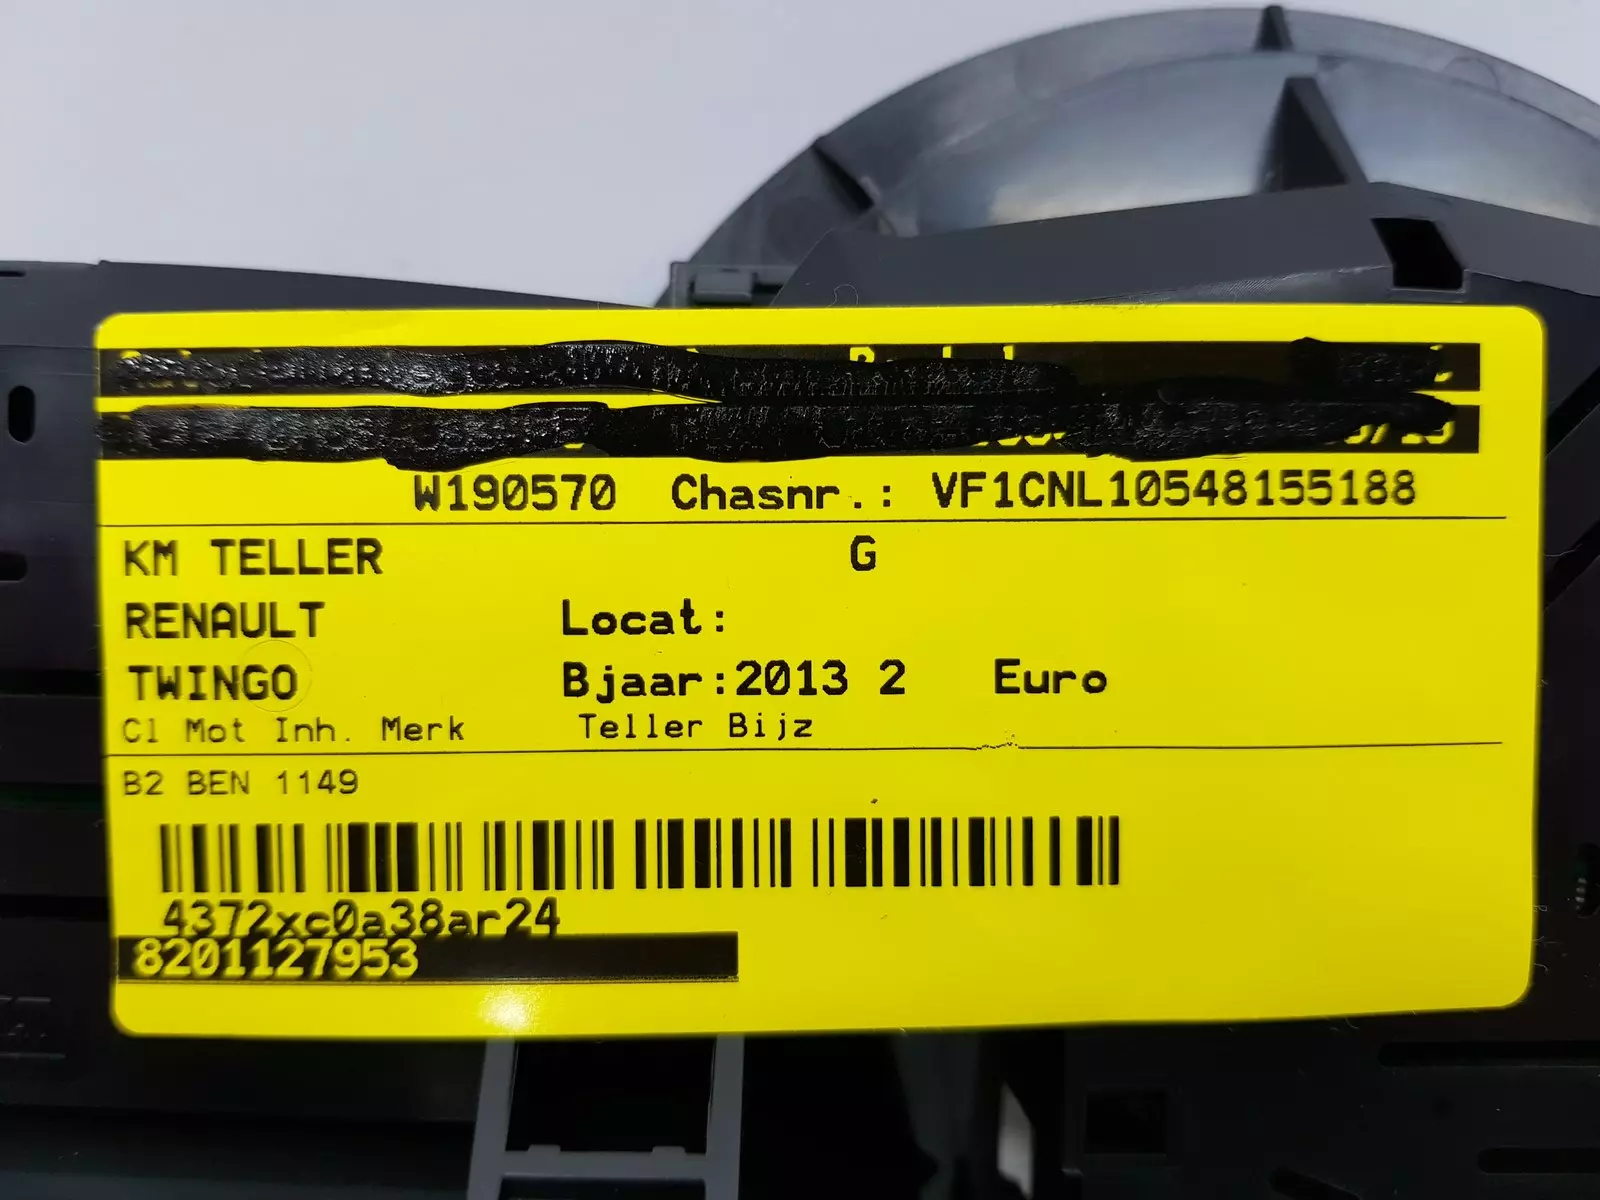 W190570 Chasnr.: VF1CNL10548155188
KM TELLER G
RENAULT Locat:
TWINGO Bjaar:2013 2 Euro
Cl Mot Inh. Merk Teller Bijz
B2 BEN 1149
4372xc0a38ar24
8201127953